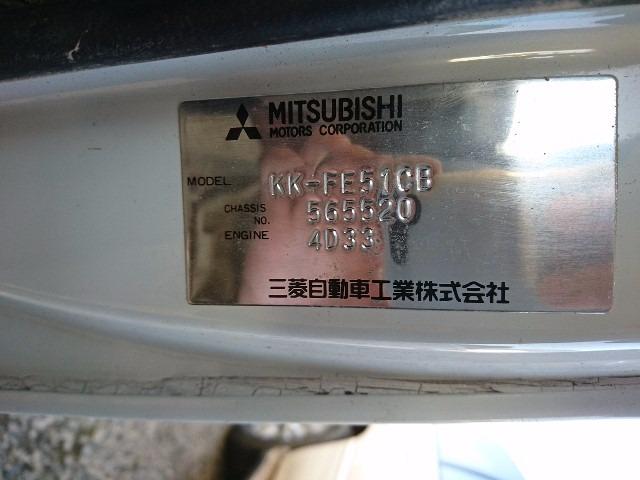 MITSUBISHI
MOTORS CORPORATION
MODEL KK-FE51CB
CHASSIS NO. 565520
ENGINE 4D33
三菱自動車工業株式会社